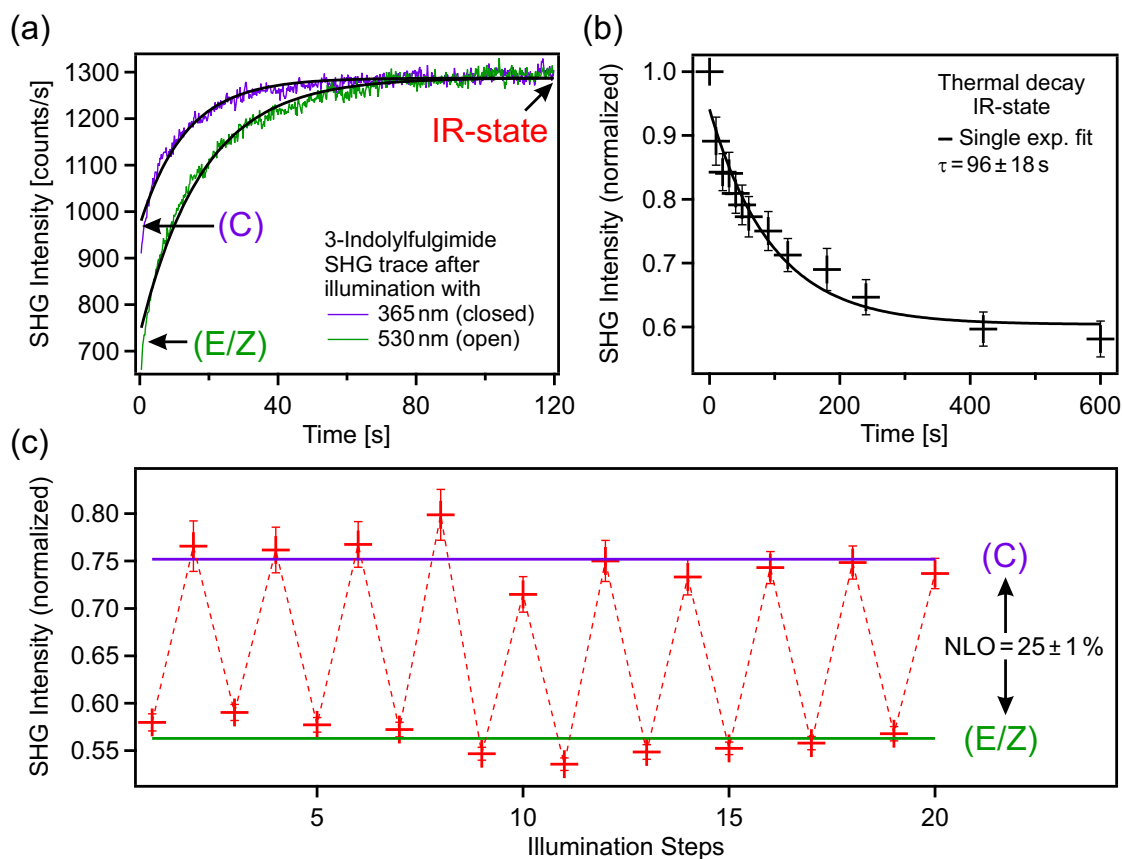 (a)
1300
1200
1100
1000
900
800
700
SHG Intensity [counts/s]
IR-state
(C)
(E/Z)
3-Indolylfulgimide
SHG trace after
illumination with
365 nm (closed)
530 nm (open)
0
20
40
60
80
100
120
Time [s]
(b)
1.0
0.9
0.8
0.7
0.6
SHG Intensity (normalized)
Thermal decay
IR-state
Single exp. fit
τ = 96 ± 18 s
0
200
400
600
Time [s]
(c)
0.80
0.75
0.70
0.65
0.60
0.55
SHG Intensity (normalized)
(C)
NLO = 25 ± 1 %
(E/Z)
5
10
15
20
Illumination Steps